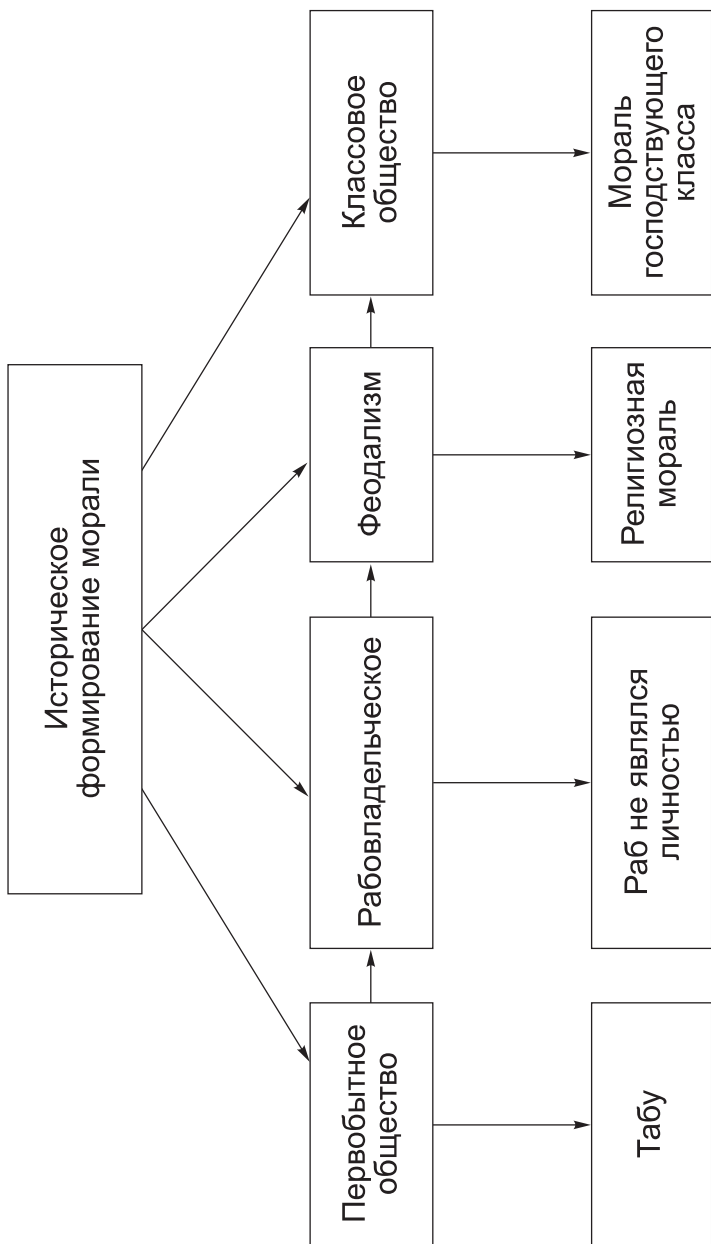 Историческое
формирование морали
Первобытное
общество
Рабовладельческое
Феодализм
Классовое
общество
Табу
Раб не являлся
личностью
Религиозная
мораль
Мораль
господствующего
класса